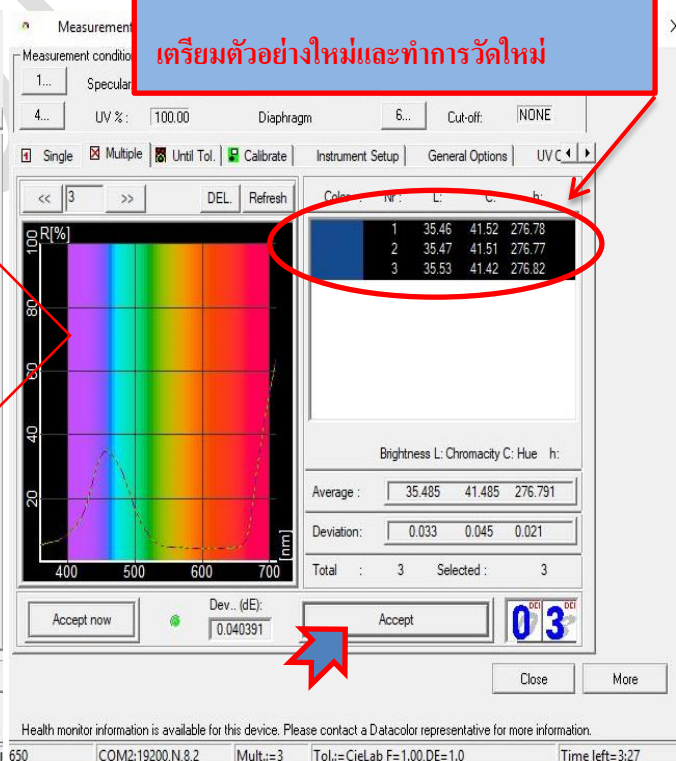 Measurement
เตรียมตัวอย่างใหม่และทำการวัดใหม่
Measurement condition
1... Specular
4... UV %: 100.00 Diaphragm 6... Cut-off: NONE
Single Multiple Until Tol. Calibrate Instrument Setup General Options UV C
<< 3 >> DEL. Refresh Color Nr: L: C: h:
R[%]
100
80
60
40
20
400 500 600 700 [nm]
1 35.46 41.52 276.78
2 35.47 41.51 276.77
3 35.53 41.42 276.82
Brightness L: Chromacity C: Hue h:
Average : 35.485 41.485 276.791
Deviation: 0.033 0.045 0.021
Total : 3 Selected : 3
Accept now Dev.. (dE): 0.040391 Accept 0 DCI 3 DCI
Close More
Health monitor information is available for this device. Please contact a Datacolor representative for more information.
650 COM2:19200.N.8.2 Mult.:=3 Tol.:=CieLab F=1.00.DE=1.0 Time left=3:27